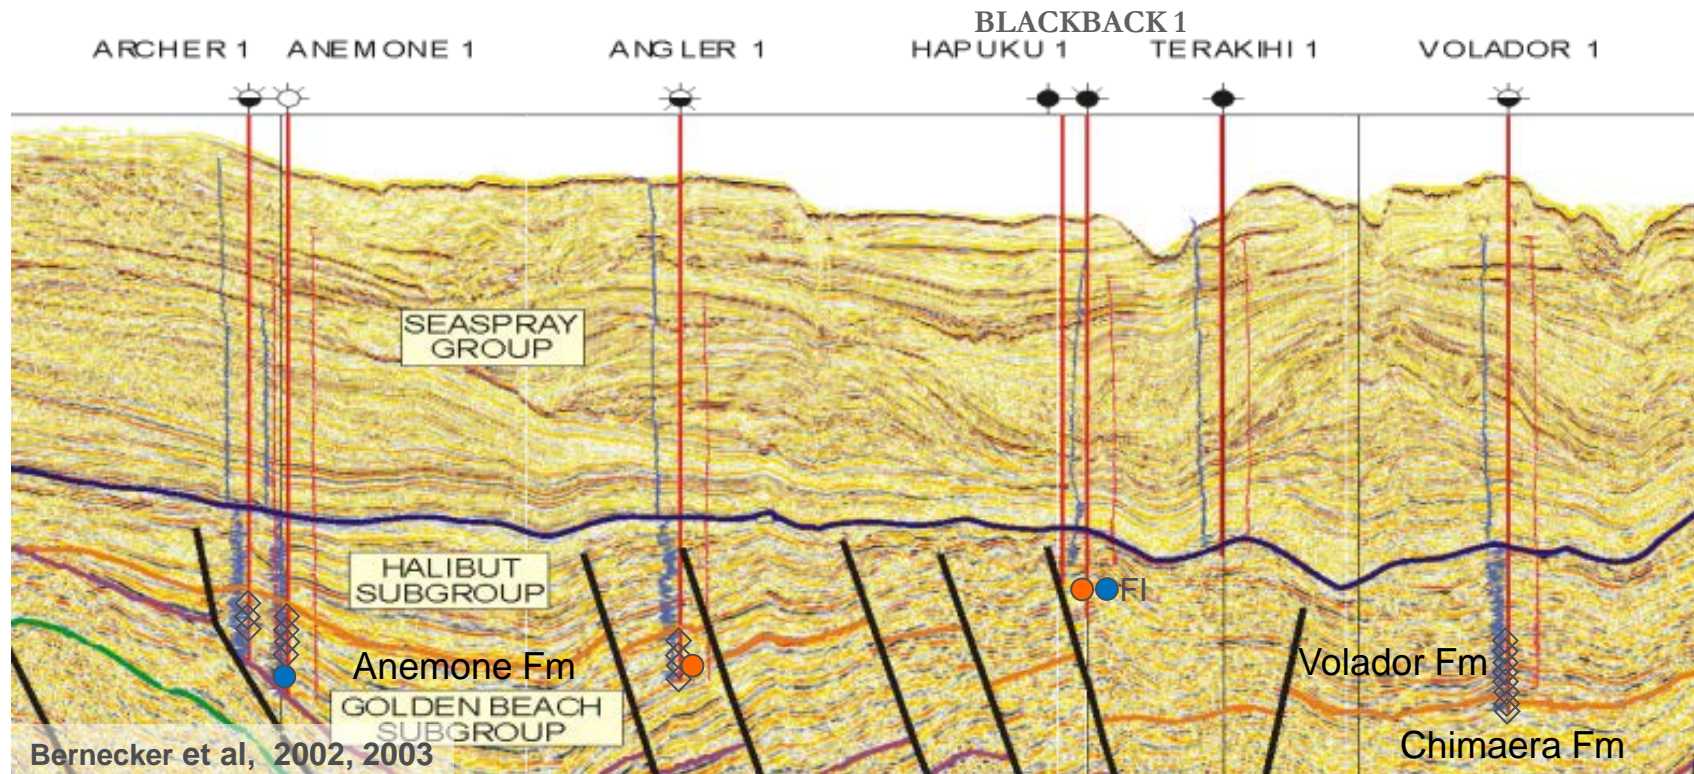 BLACKBACK 1
ARCHER 1 ANEMONE 1 ANGLER 1 HAPUKU 1 TERAKIHI 1 VOLADOR 1
SEASPRAY
GROUP
HALIBUT
SUBGROUP
FI
Anemone Fm
Volador Fm
GOLDEN BEACH
SUBGROUP
Chimaera Fm
Bernecker et al, 2002, 2003